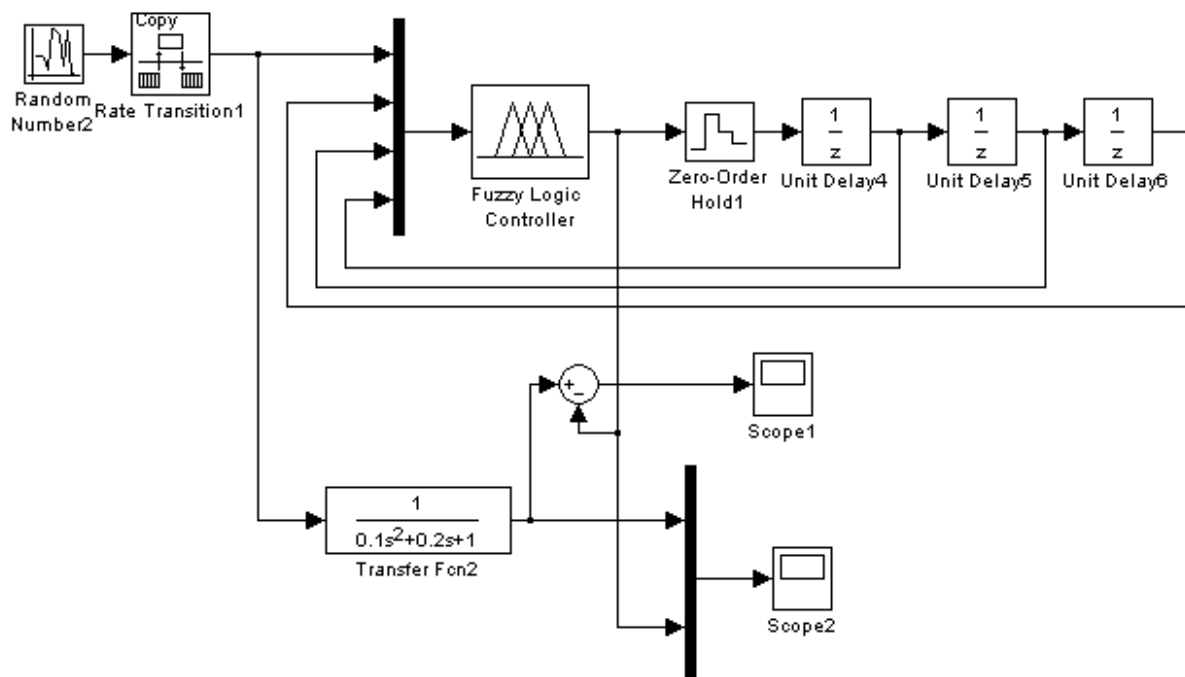 Copy
Random
Number2
Rate Transition1
Fuzzy Logic
Controller
Zero-Order
Hold1
1
z
Unit Delay4
1
z
Unit Delay5
1
z
Unit Delay6
+
−
Scope1
1
0.1s²+0.2s+1
Transfer Fcn2
Scope2